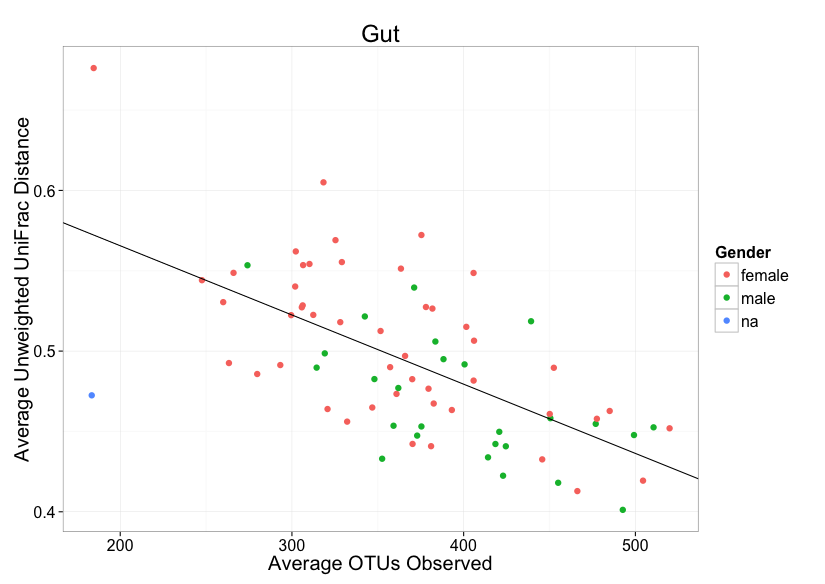 Gut
Average Unweighted UniFrac Distance
0.6
0.5
0.4
200 300 400 500
Average OTUs Observed
Gender
female
male
na